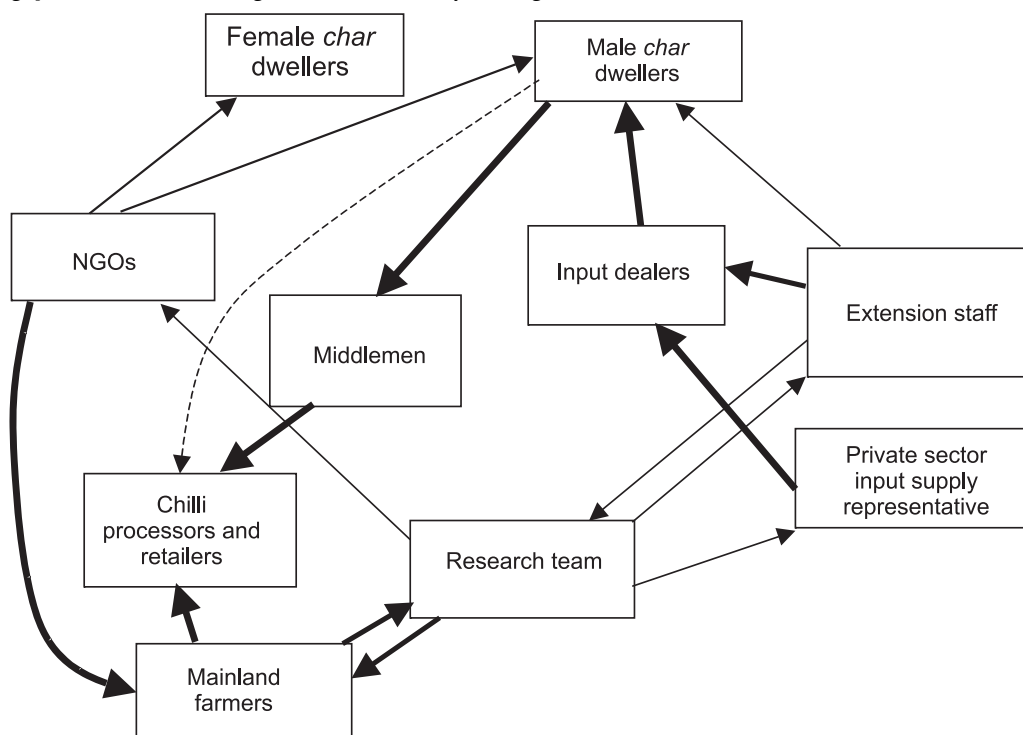 Female char
dwellers
Male char
dwellers
NGOs
Input dealers
Extension staff
Middlemen
Private sector
input supply
representative
Chilli
processors and
retailers
Research team
Mainland
farmers